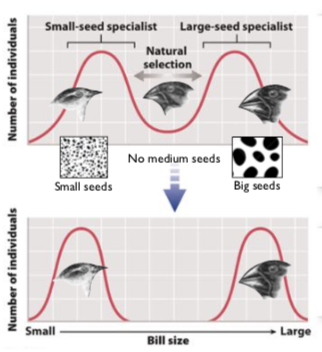 Small-seed specialist
Large-seed specialist
Natural
selection
Number of individuals
Small seeds
No medium seeds
Big seeds
Number of individuals
Small
Large
Bill size